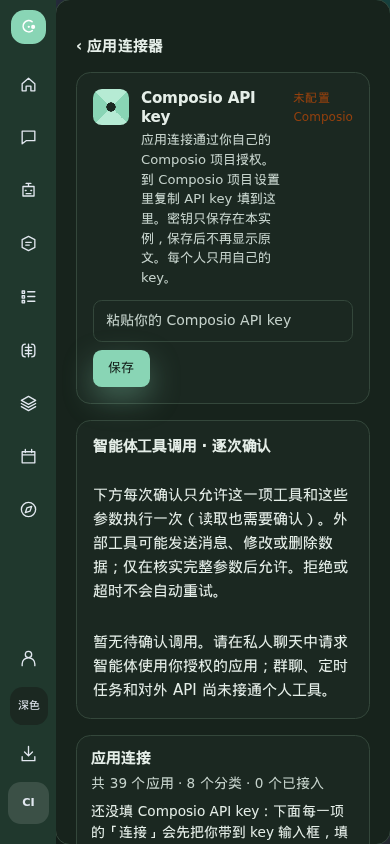 ‹ 应用连接器
Composio API
key
未配置
Composio
应用连接通过你自己的
Composio 项目授权。
到 Composio 项目设置
里复制 API key 填到这
里。密钥只保存在本实
例，保存后不再显示原
文。每个人只用自己的
key。
粘贴你的 Composio API key
保存
智能体工具调用 · 逐次确认
下方每次确认只允许这一项工具和这些
参数执行一次（读取也需要确认）。外
部工具可能发送消息、修改或删除数
据；仅在核实完整参数后允许。拒绝或
超时不会自动重试。
暂无待确认调用。请在私人聊天中请求
智能体使用你授权的应用；群聊、定时
任务和对外 API 尚未接通个人工具。
深色
CI
应用连接
共 39 个应用 · 8 个分类 · 0 个已接入
还没填 Composio API key：下面每一项
的「连接」会先把你带到 key 输入框，填